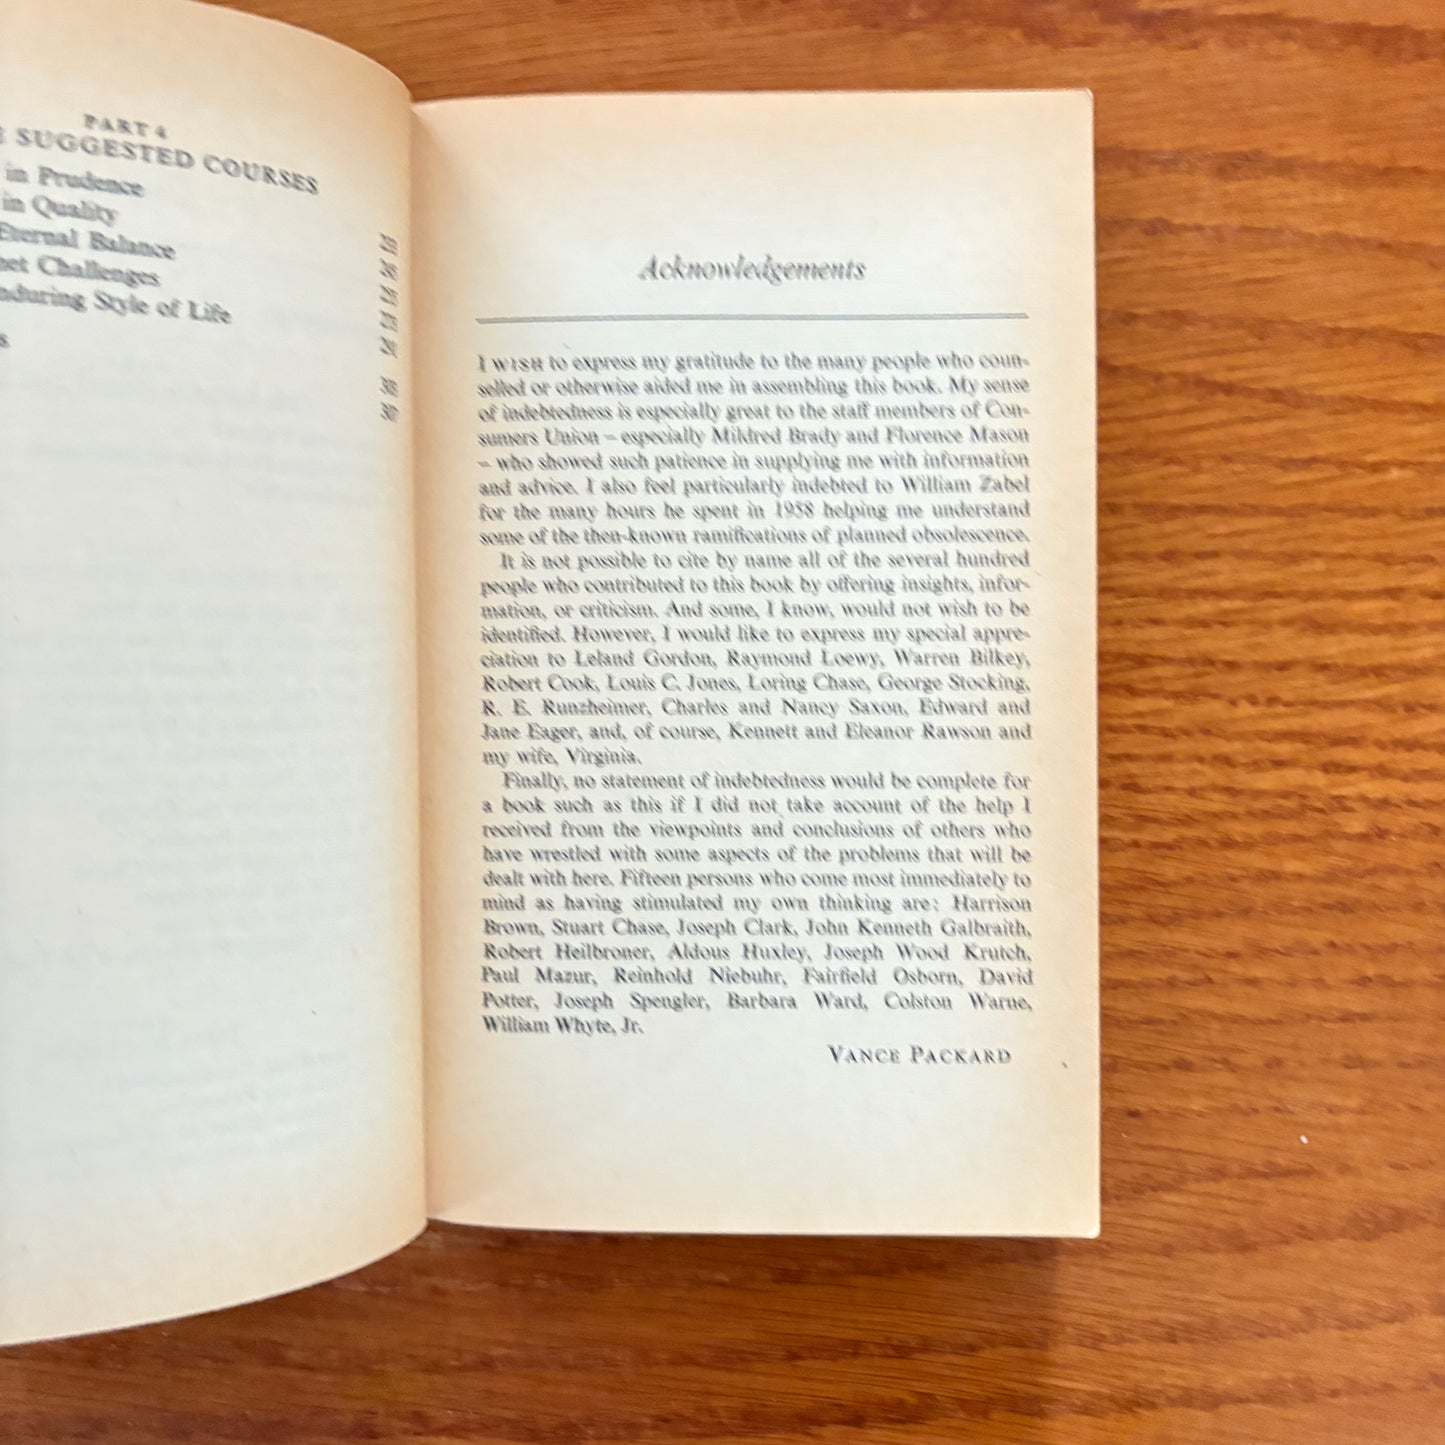 PART 4
SUGGESTED COURSES
in Prudence
in Quality
Eternal Balance
Challenges
nduring Style of Life
s
307
Acknowledgements
I WISH to express my gratitude to the many people who coun-
selled or otherwise aided me in assembling this book. My sense
of indebtedness is especially great to the staff members of Con-
sumers Union – especially Mildred Brady and Florence Mason
– who showed such patience in supplying me with information
and advice. I also feel particularly indebted to William Zabel
for the many hours he spent in 1958 helping me understand
some of the then-known ramifications of planned obsolescence.
It is not possible to cite by name all of the several hundred
people who contributed to this book by offering insights, infor-
mation, or criticism. And some, I know, would not wish to be
identified. However, I would like to express my special appre-
ciation to Leland Gordon, Raymond Loewy, Warren Bilkey,
Robert Cook, Louis C. Jones, Loring Chase, George Stocking,
R. E. Runzheimer, Charles and Nancy Saxon, Edward and
Jane Eager, and, of course, Kennett and Eleanor Rawson and
my wife, Virginia.
Finally, no statement of indebtedness would be complete for
a book such as this if I did not take account of the help I
received from the viewpoints and conclusions of others who
have wrestled with some aspects of the problems that will be
dealt with here. Fifteen persons who come most immediately to
mind as having stimulated my own thinking are: Harrison
Brown, Stuart Chase, Joseph Clark, John Kenneth Galbraith,
Robert Heilbroner, Aldous Huxley, Joseph Wood Krutch,
Paul Mazur, Reinhold Niebuhr, Fairfield Osborn, David
Potter, Joseph Spengler, Barbara Ward, Colston Warne,
William Whyte, Jr.
VANCE PACKARD